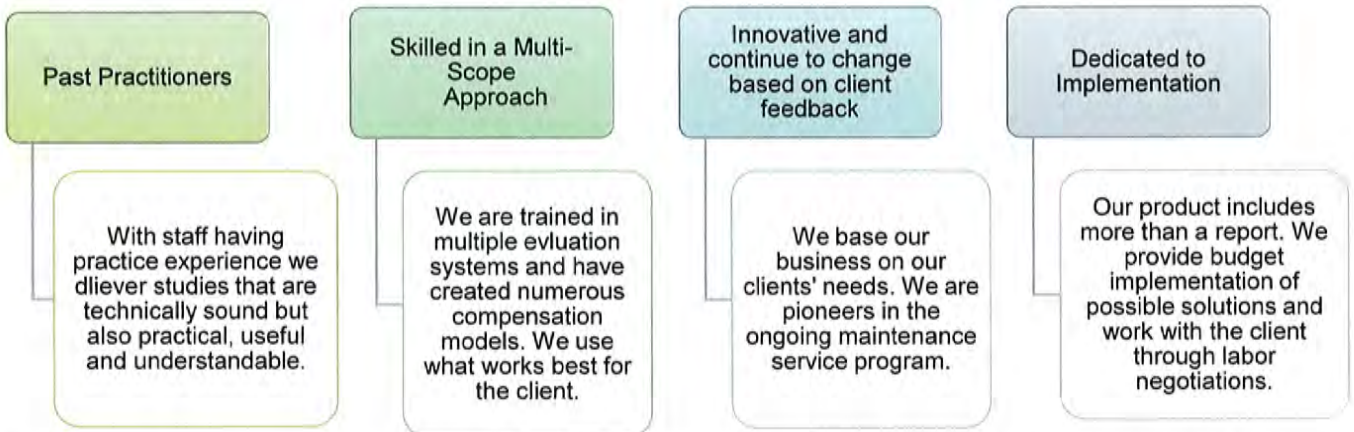 Past Practitioners
With staff having
practice experience we
dliever studies that are
technically sound but
also practical, useful
and understandable.
Skilled in a Multi-
Scope
Approach
We are trained in
multiple evluation
systems and have
created numerous
compensation
models. We use
what works best for
the client.
Innovative and
continue to change
based on client
feedback
We base our
business on our
clients' needs. We are
pioneers in the
ongoing maintenance
service program.
Dedicated to
Implementation
Our product includes
more than a report. We
provide budget
implementation of
possible solutions and
work with the client
through labor
negotiations.